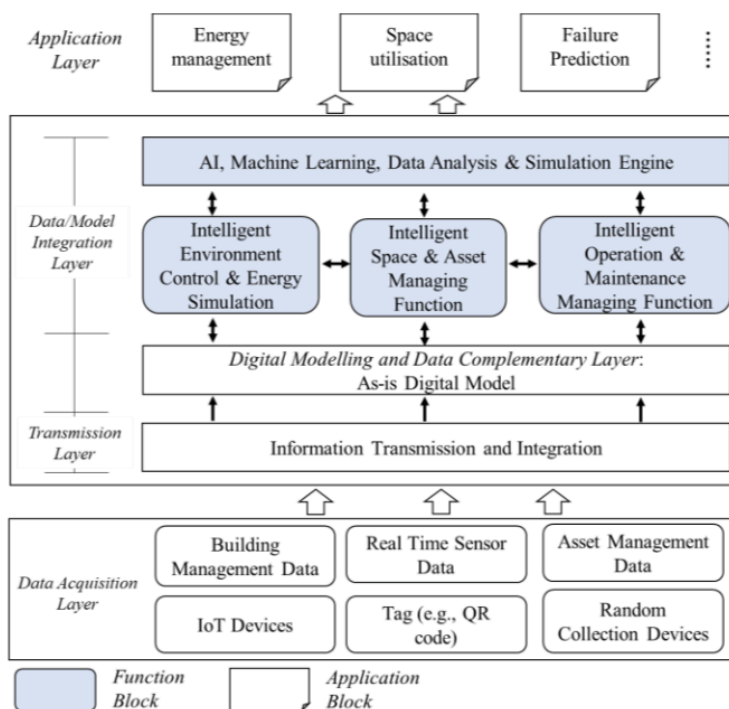 Application
Layer
Energy
management
Space
utilisation
Failure
Prediction
AI, Machine Learning, Data Analysis & Simulation Engine
Data/Model
Integration
Layer
Intelligent
Environment
Control & Energy
Simulation
Intelligent
Space & Asset
Managing
Function
Intelligent
Operation &
Maintenance
Managing Function
Digital Modelling and Data Complementary Layer:
As-is Digital Model
Transmission
Layer
Information Transmission and Integration
Data Acquisition
Layer
Building
Management Data
Real Time Sensor
Data
Asset Management
Data
IoT Devices
Tag (e.g., QR
code)
Random
Collection Devices
Function
Block
Application
Block